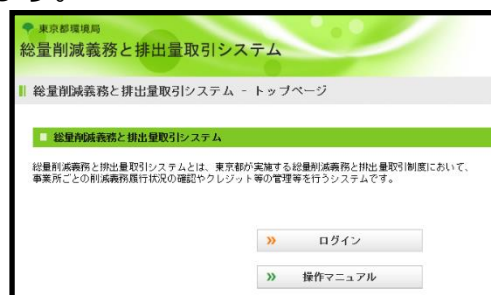 す。
東京都環境局
総量削減義務と排出量取引システム
総量削減義務と排出量取引システム - トップページ
総量削減義務と排出量取引システム
総量削減義務と排出量取引システムとは、東京都が実施する総量削減義務と排出量取引制度において、
事業所ごとの削減義務履行状況の確認やクレジット等の管理等を行うシステムです。
ログイン
操作マニュアル